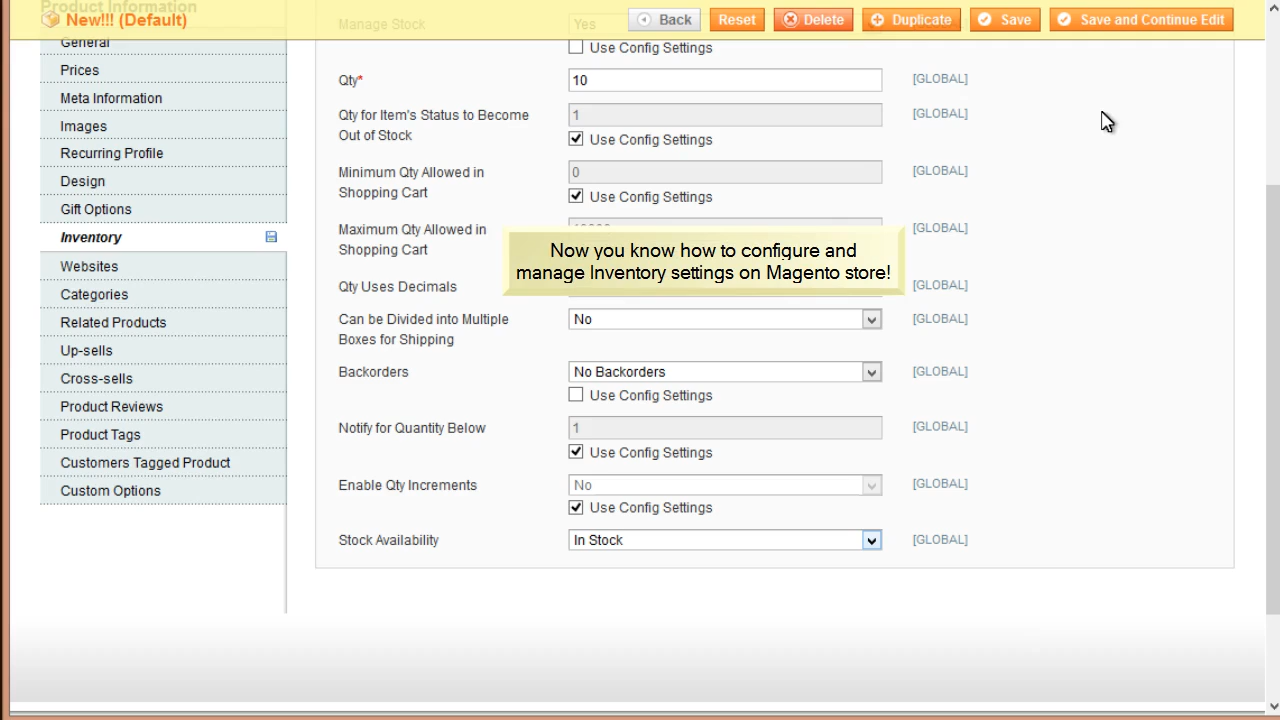 Product Information
New!!! (Default)
Back
Reset
Delete
Duplicate
Save
Save and Continue Edit
General
Prices
Meta Information
Images
Recurring Profile
Design
Gift Options
Inventory
Websites
Categories
Related Products
Up-sells
Cross-sells
Product Reviews
Product Tags
Customers Tagged Product
Custom Options
Manage Stock
Yes
Use Config Settings
Qty*
10
[GLOBAL]
Qty for Item's Status to Become
Out of Stock
1
[GLOBAL]
Use Config Settings
Minimum Qty Allowed in
Shopping Cart
0
[GLOBAL]
Use Config Settings
Maximum Qty Allowed in
Shopping Cart
[GLOBAL]
Now you know how to configure and
manage Inventory settings on Magento store!
Qty Uses Decimals
[GLOBAL]
Can be Divided into Multiple
Boxes for Shipping
No
[GLOBAL]
Backorders
No Backorders
[GLOBAL]
Use Config Settings
Notify for Quantity Below
1
[GLOBAL]
Use Config Settings
Enable Qty Increments
No
[GLOBAL]
Use Config Settings
Stock Availability
In Stock
[GLOBAL]